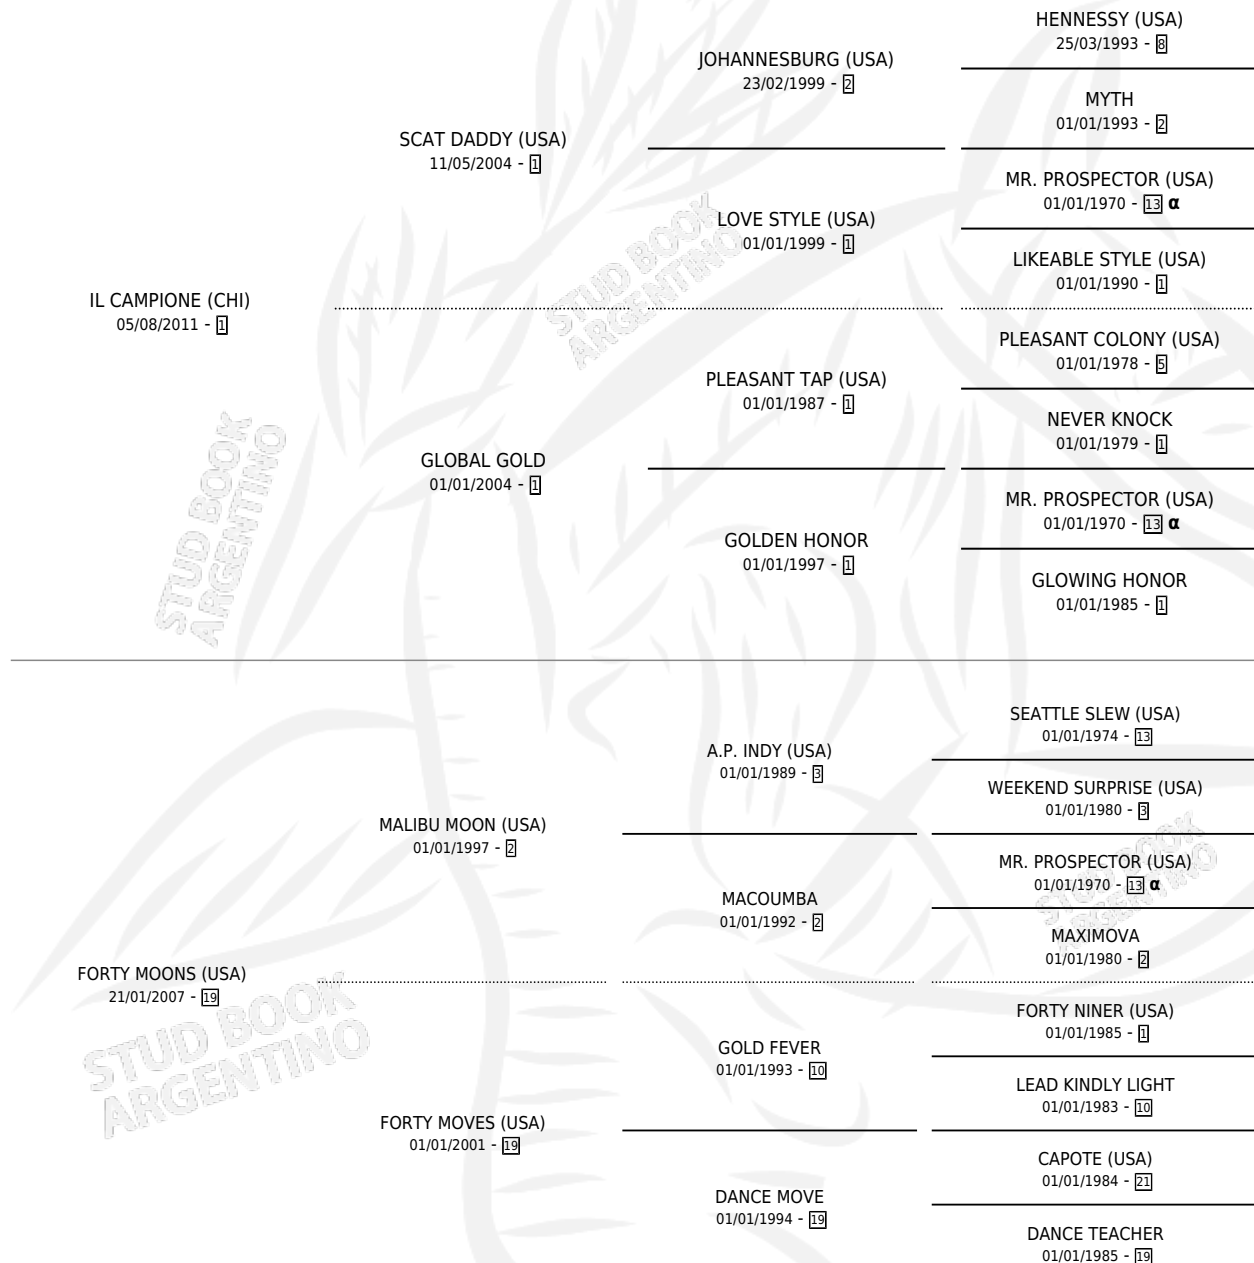 HENNESSY (USA)
25/03/1993 - 8
JOHANNESBURG (USA)
23/02/1999 - 2
MYTH
01/01/1993 - 2
SCAT DADDY (USA)
11/05/2004 - 1
MR. PROSPECTOR (USA)
01/01/1970 - 13 α
LOVE STYLE (USA)
01/01/1999 - 1
LIKEABLE STYLE (USA)
01/01/1990 - 1
IL CAMPIONE (CHI)
05/08/2011 - 1
PLEASANT COLONY (USA)
01/01/1978 - 5
PLEASANT TAP (USA)
01/01/1987 - 1
NEVER KNOCK
01/01/1979 - 1
GLOBAL GOLD
01/01/2004 - 1
MR. PROSPECTOR (USA)
01/01/1970 - 13 α
GOLDEN HONOR
01/01/1997 - 1
GLOWING HONOR
01/01/1985 - 1
STUD BOOK
ARGENTINO
STUD BOOK
ARGENTINO
SEATTLE SLEW (USA)
01/01/1974 - 13
A.P. INDY (USA)
01/01/1989 - 3
WEEKEND SURPRISE (USA)
01/01/1980 - 3
MALIBU MOON (USA)
01/01/1997 - 2
MR. PROSPECTOR (USA)
01/01/1970 - 13 α
MACOUMBA
01/01/1992 - 2
MAXIMOVA
01/01/1980 - 2
FORTY MOONS (USA)
21/01/2007 - 19
FORTY NINER (USA)
01/01/1985 - 1
GOLD FEVER
01/01/1993 - 10
LEAD KINDLY LIGHT
01/01/1983 - 10
FORTY MOVES (USA)
01/01/2001 - 19
CAPOTE (USA)
01/01/1984 - 21
DANCE MOVE
01/01/1994 - 19
DANCE TEACHER
01/01/1985 - 19
STUD BOOK
ARGENTINO
STUD BOOK
ARGENTINO